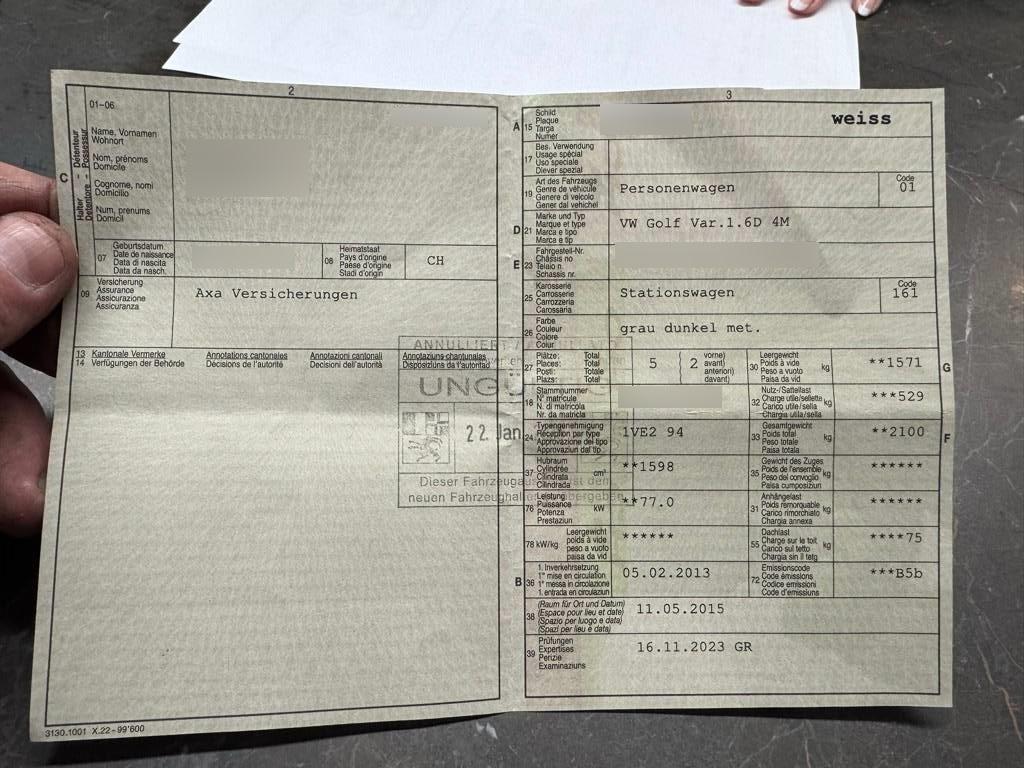 2
01-06
Halter - Détenteur
Detentore - Possessur
C
Name, Vornamen
Wohnort
Nom, prénoms
Domicile
Cognome, nomi
Domicilio
Num, prenums
Domicil
07
Geburtsdatum
Date de naissance
Data di nascita
Data da nasch.
08
Heimatstaat
Pays d'origine
Paese d'origine
Stadi d'origin
CH
09
Versicherung
Assurance
Assicurazione
Assicuranza
Axa Versicherungen
13 Kantonale Vermerke Annotations cantonales Annotazioni cantonali Annotaziuns chantunalas
14 Verfügungen der Behörde Décisions de l'autorité Decisioni dell'autorità Disposiziuns da l'autoritad
ANNULLIERT
UNGÜ
22. Jan.
Dieser Fahrzeugau
neuen Fahrzeughal
3130.1001 X.22-99'600
3
A 15
Schild
Plaque
Targa
Numer
weiss
17
Bes. Verwendung
Usage spécial
Uso speciale
Diever spezial
19
Art des Fahrzeugs
Genre de véhicule
Genere di veicolo
Gener dal vehichel
Personenwagen
Code
01
D 21
Marke und Typ
Marque et type
Marca e tipo
Marca e tip
VW Golf Var.1.6D 4M
E 23
Fahrgestell-Nr.
Châssis no
Telaio n.
Schassis nr.
25
Karosserie
Carrosserie
Carrozzeria
Carossaria
Stationswagen
Code
161
26
Farbe
Couleur
Colore
Colur
grau dunkel met.
27
Plätze: Total
Places: Total
Posti: Totale
Plazs: Totale
5
2
vorne)
avant)
anteriori)
davant)
30
Leergewicht
Poids à vide
Peso a vuoto
Paisa da vid
kg
**1571
G
18
Stammnummer
N° matricule
N. di matricola
Nr. da matricla
32
Nutz-/Sattellast
Charge utile/sellette
Carico utile/sella
Chargia utila/sella
kg
***529
24
Typengenehmigung
Réception par type
Approvazione del tipo
Approvaziun dal tip
1VE2 94
33
Gesamtgewicht
Poids total
Peso totale
Paisa totala
kg
**2100
F
37
Hubraum
Cylindrée
Cilindrata
Cilindrada
cm³
**1598
35
Gewicht des Zuges
Poids de l'ensemble
Peso del convoglio
Paisa cumposiziun
kg
******
76
Leistung
Puissance
Potenza
Prestaziun
kW
**77.0
31
Anhängelast
Poids remorquable
Carico rimorchiato
Chargia annexa
kg
******
78 kW/kg
Leergewicht
poids à vide
peso a vuoto
paisa da vid
******
55
Dachlast
Charge sur le toit
Carico sul tetto
Chargia sin il tetg
kg
****75
B 36
1. Inverkehrsetzung
1re mise en circulation
1a messa in circolazione
1. entrada en circulaziun
05.02.2013
72
Emissionscode
Code émissions
Codice emissioni
Code d'emissiuns
***B5b
38
(Raum für Ort und Datum)
(Espace pour lieu et date)
(Spazio per luogo e data)
(Spazi per lieu e data)
11.05.2015
39
Prüfungen
Expertises
Perizie
Examinaziuns
16.11.2023 GR